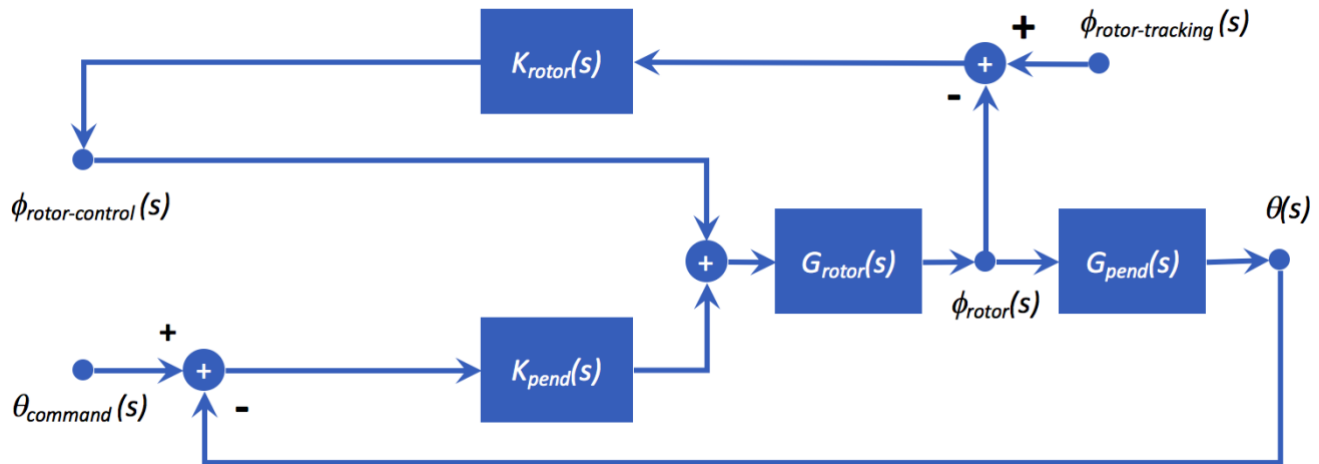 + ϕrotor-tracking(s)
Krotor(s)
+
-
ϕrotor-control(s)
θ(s)
+
Grotor(s)
Gpend(s)
ϕrotor(s)
+
+
Kpend(s)
θcommand(s)
-